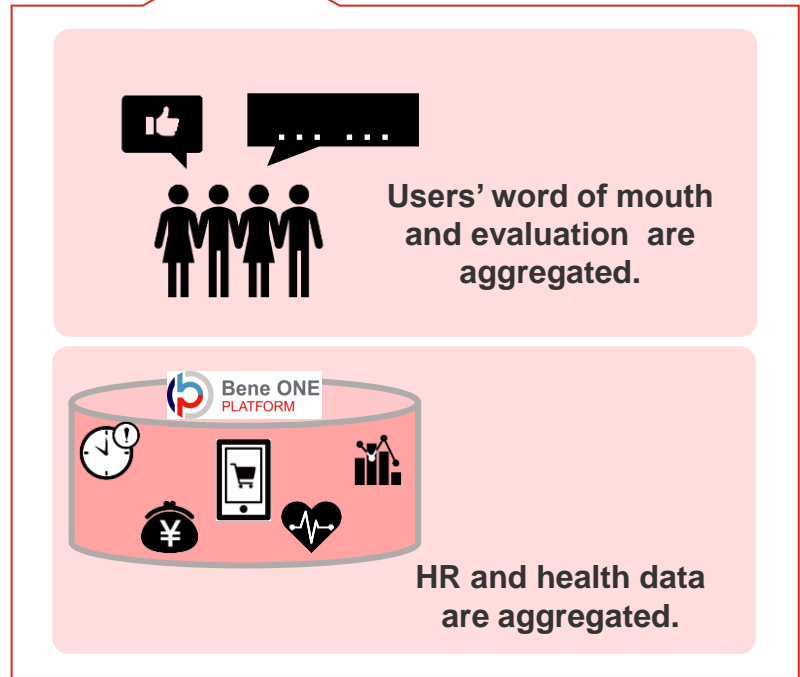 ... ...
Users’ word of mouth
and evaluation are
aggregated.
Bene ONE
PLATFORM
!
¥
HR and health data
are aggregated.